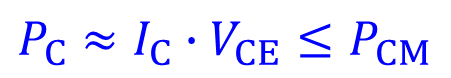 P_C ≈ I_C · V_CE ≤ P_CM